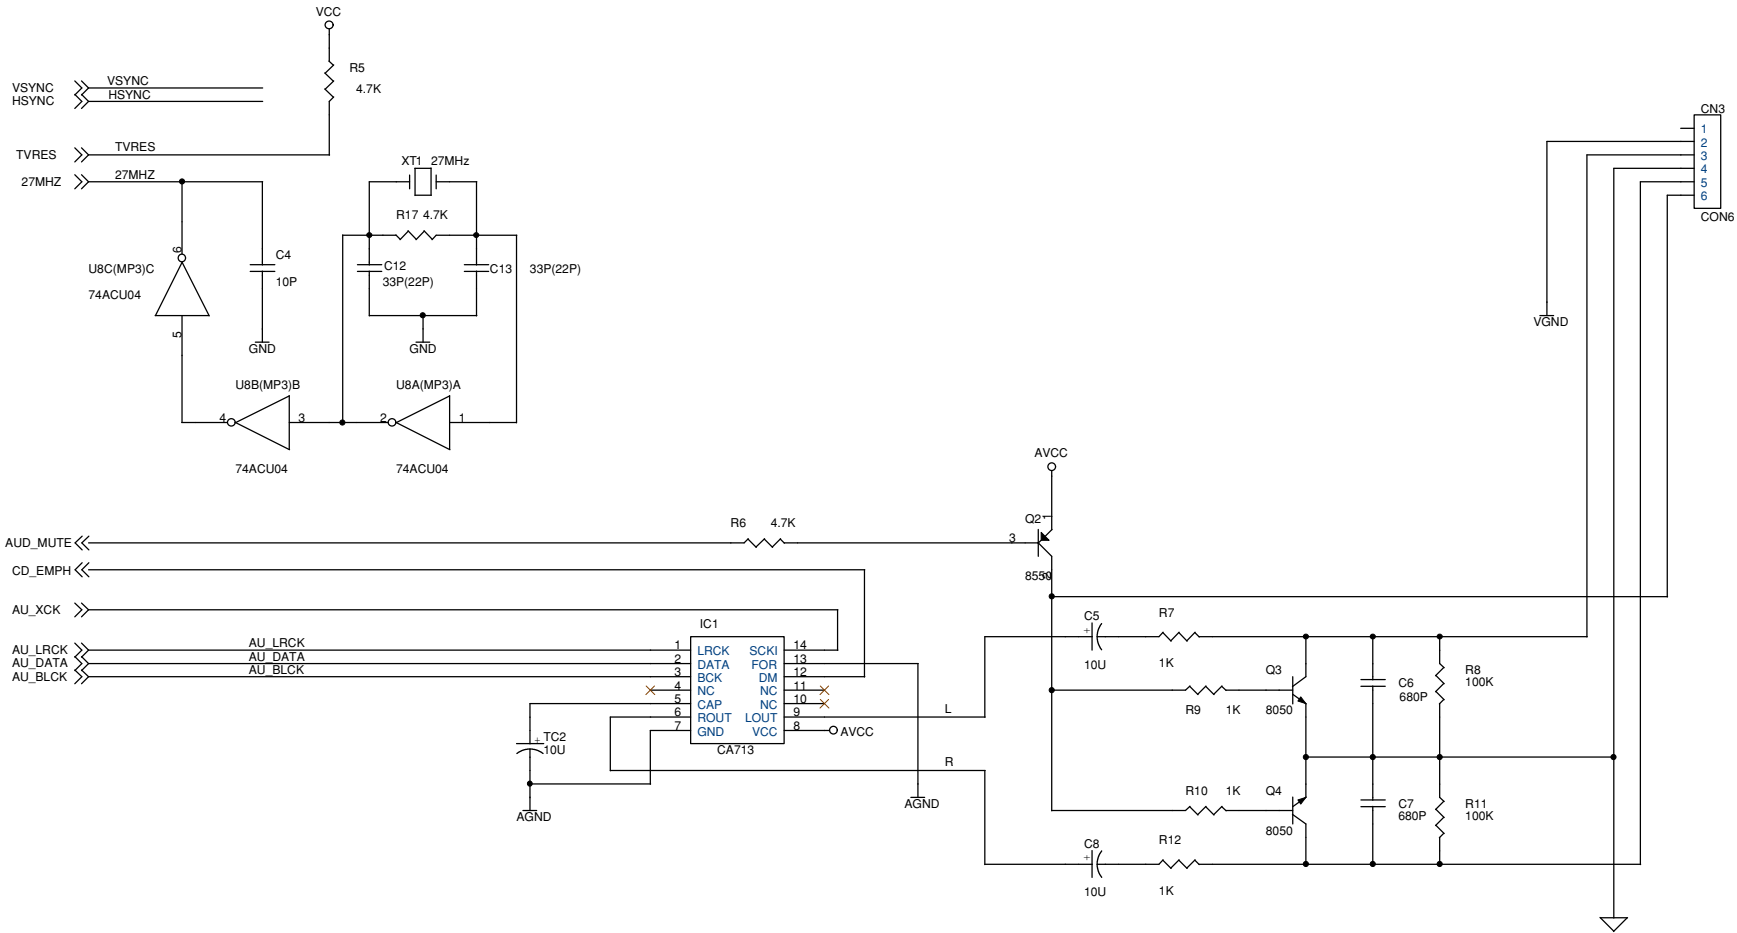 VCC
R5
4.7K
VSYNC VSYNC
HSYNC HSYNC
TVRES TVRES
27MHZ 27MHZ
XT1 27MHz
R17 4.7K
CN3
1
2
3
4
5
6
CON6
6
U8C(MP3)C
74ACU04
5
C4
10P
GND
C12
33P(22P)
C13 33P(22P)
GND
VGND
U8B(MP3)B
4 3
74ACU04
U8A(MP3)A
2 1
74ACU04
AVCC
Q2 1
3
8550
AUD_MUTE
R6 4.7K
CD_EMPH
AU_XCK
AU_LRCK AU_LRCK
AU_DATA AU_DATA
AU_BLCK AU_BLCK
IC1
1 LRCK SCKI 14
2 DATA FOR 13
3 BCK DM 12
4 NC NC 11
5 CAP NC 10
6 ROUT LOUT 9
7 GND VCC 8
CA713
AVCC
TC2
+
10U
AGND
L
R
AGND
C5
+
10U
R7
1K
R9 1K
Q3
8050
C6
680P
R8
100K
R10 1K
Q4
8050
C7
680P
R11
100K
C8
+
10U
R12
1K